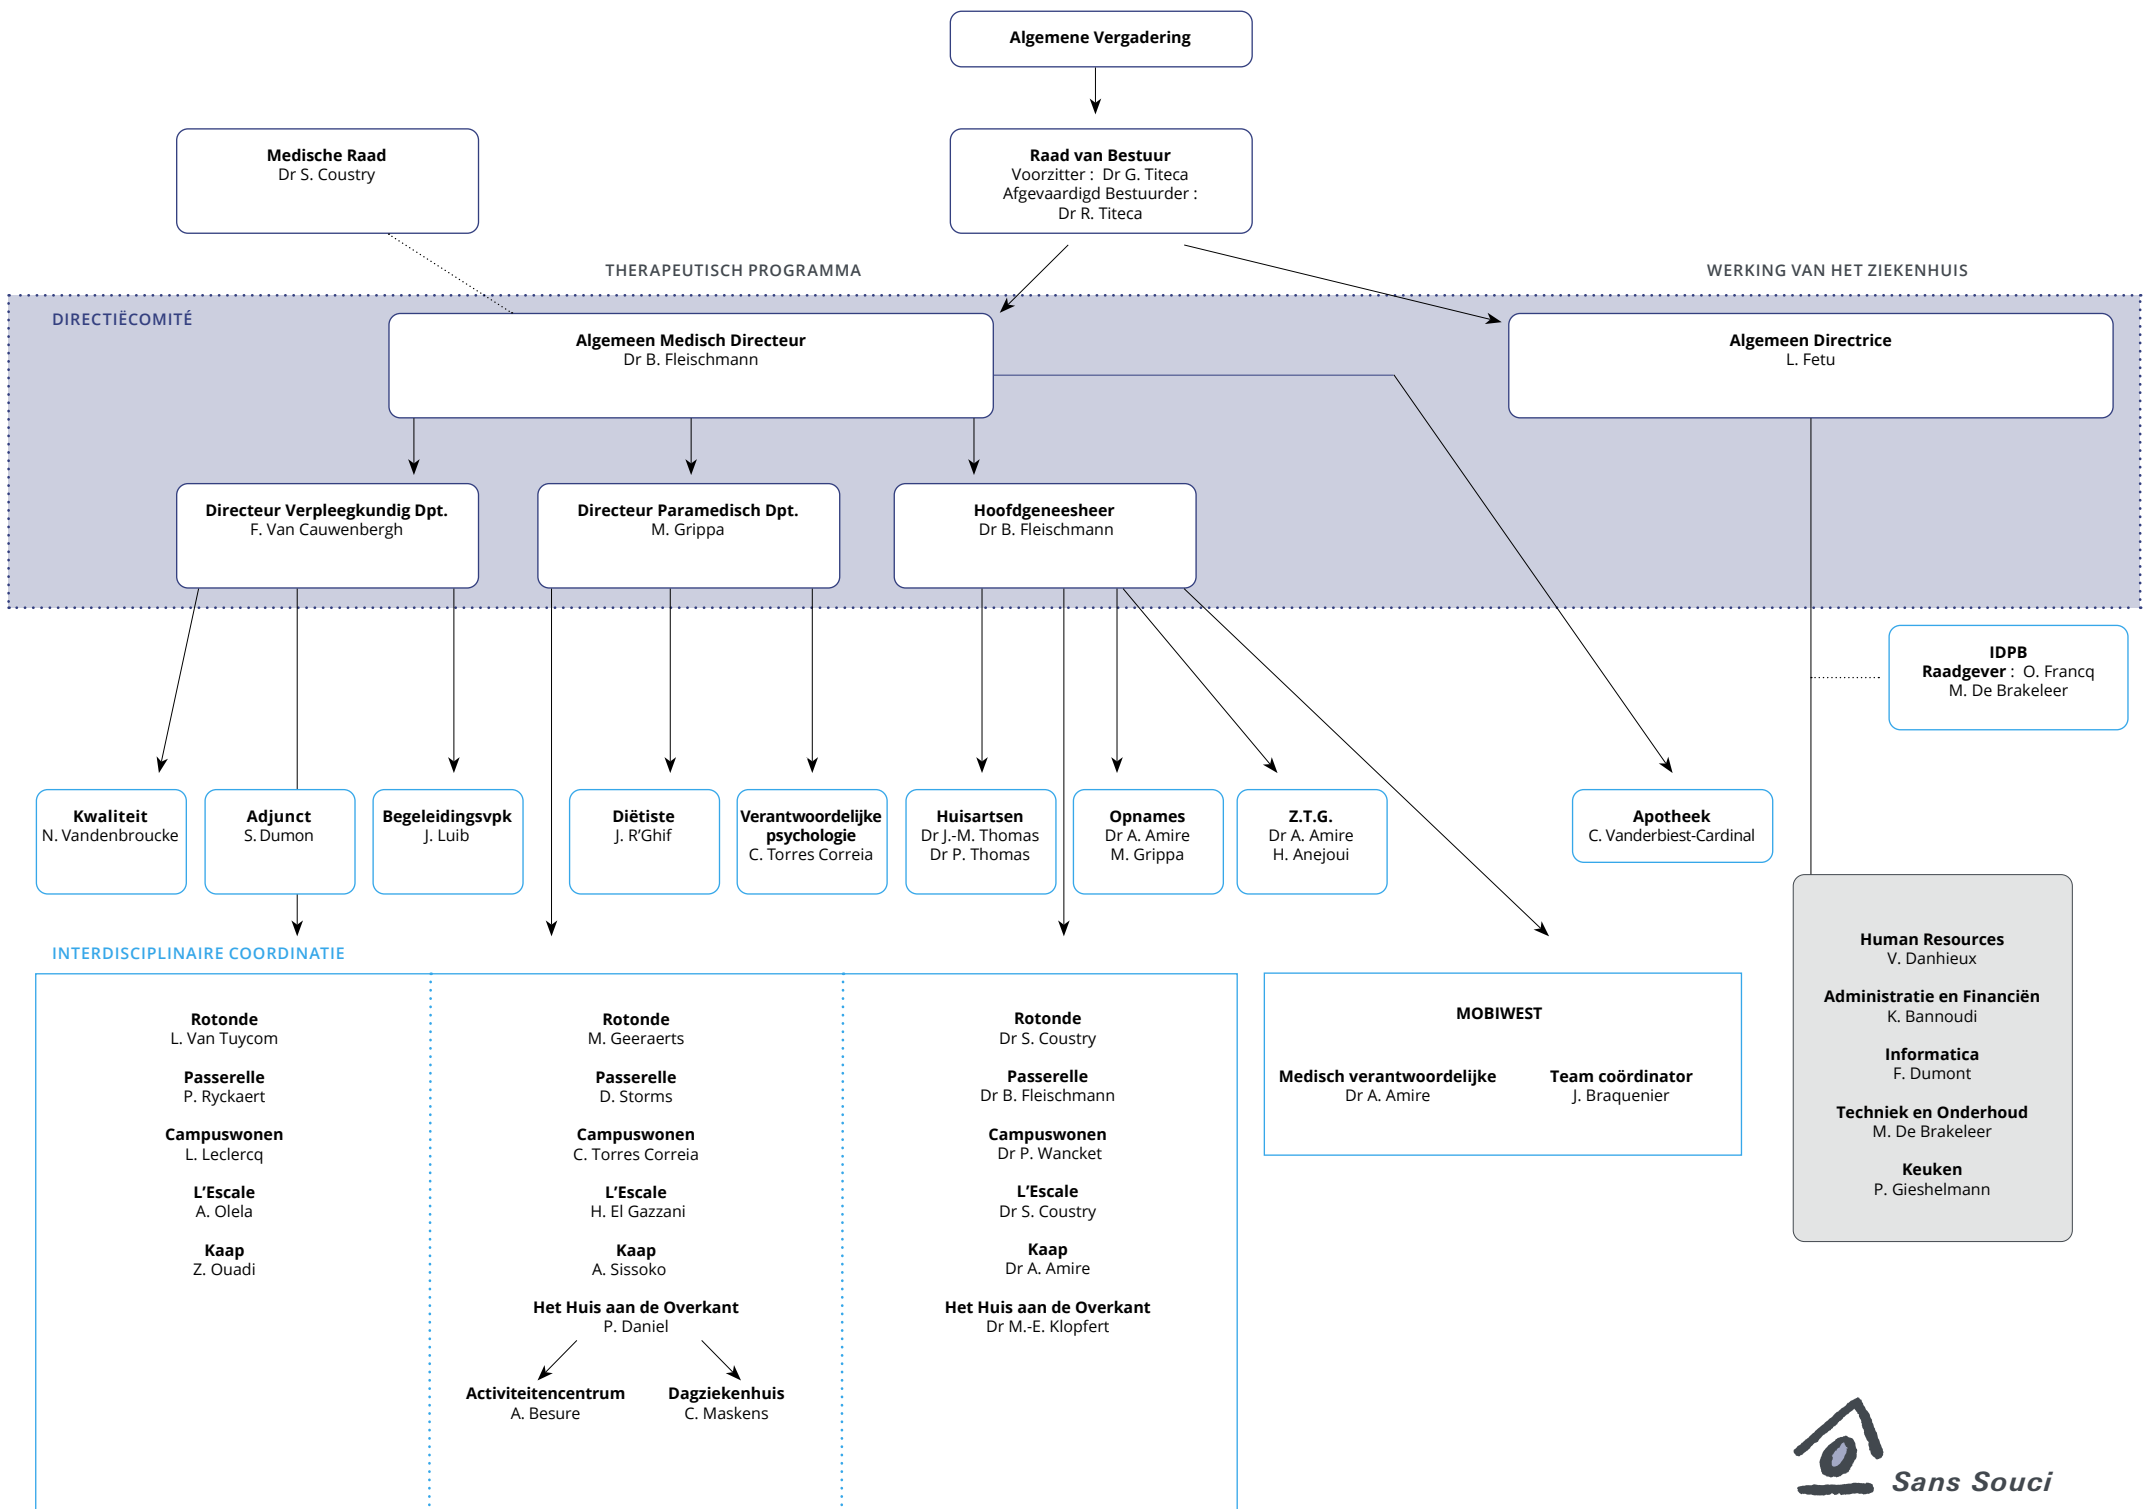 Algemene Vergadering
Medische Raad
Dr S. Coustry
Raad van Bestuur
Voorzitter : Dr G. Titeca
Afgevaardigd Bestuurder :
Dr R. Titeca
THERAPEUTISCH PROGRAMMA
WERKING VAN HET ZIEKENHUIS
DIRECTIËCOMITÉ
Algemeen Medisch Directeur
Dr B. Fleischmann
Algemeen Directrice
L. Fetu
Directeur Verpleegkundig Dpt.
F. Van Cauwenbergh
Directeur Paramedisch Dpt.
M. Grippa
Hoofdgeneesheer
Dr B. Fleischmann
IDPB
Raadgever : O. Francq
M. De Brakeleer
Kwaliteit
N. Vandenbroucke
Adjunct
S. Dumon
Begeleidingsvpk
J. Luib
Diëtiste
J. R'Ghif
Verantwoordelijke
psychologie
C. Torres Correia
Huisartsen
Dr J.-M. Thomas
Dr P. Thomas
Opnames
Dr A. Amire
M. Grippa
Z.T.G.
Dr A. Amire
H. Anejoui
Apotheek
C. Vanderbiest-Cardinal
INTERDISCIPLINAIRE COORDINATIE
Rotonde
L. Van Tuycom
Passerelle
P. Ryckaert
Campuswonen
L. Leclercq
L'Escale
A. Olela
Kaap
Z. Ouadi
Rotonde
M. Geeraerts
Passerelle
D. Storms
Campuswonen
C. Torres Correia
L'Escale
H. El Gazzani
Kaap
A. Sissoko
Het Huis aan de Overkant
P. Daniel
Activiteitencentrum
A. Besure
Dagziekenhuis
C. Maskens
Rotonde
Dr S. Coustry
Passerelle
Dr B. Fleischmann
Campuswonen
Dr P. Wancket
L'Escale
Dr S. Coustry
Kaap
Dr A. Amire
Het Huis aan de Overkant
Dr M.-E. Klopfert
MOBIWEST
Medisch verantwoordelijke
Dr A. Amire
Team coördinator
J. Braquenier
Human Resources
V. Danhieux
Administratie en Financiën
K. Bannoudi
Informatica
F. Dumont
Techniek en Onderhoud
M. De Brakeleer
Keuken
P. Gieshelmann
Sans Souci